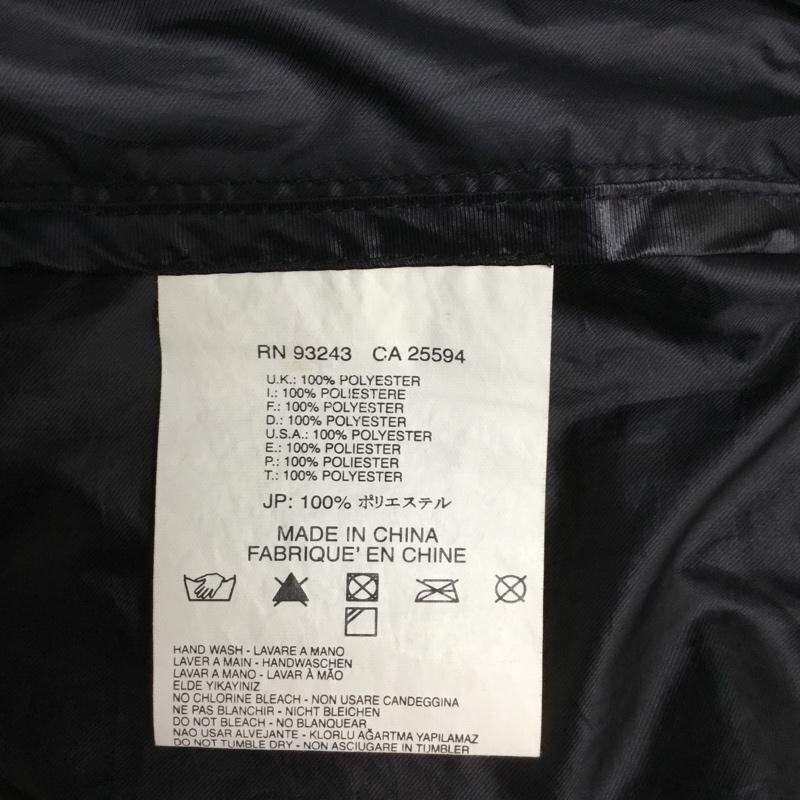 RN 93243 CA 25594
U.K.: 100% POLYESTER
I.: 100% POLIESTERE
F.: 100% POLYESTER
D.: 100% POLYESTER
U.S.A.: 100% POLYESTER
E.: 100% POLIESTER
P.: 100% POLIESTER
T.: 100% POLYESTER
JP: 100% ポリエステル
MADE IN CHINA
FABRIQUE' EN CHINE
HAND WASH - LAVARE A MANO
LAVER A MAIN - HANDWASCHEN
LAVAR A MANO - LAVAR À MÃO
ELDE YIKAYINIZ
NO CHLORINE BLEACH - NON USARE CANDEGGINA
NE PAS BLANCHIR - NICHT BLEICHEN
DO NOT BLEACH - NO BLANQUEAR
NAO USAR ALVEJANTE - KLORLU AĞARTMA YAPILAMAZ
DO NOT TUMBLE DRY - NON ASCIUGARE IN TUMBLER